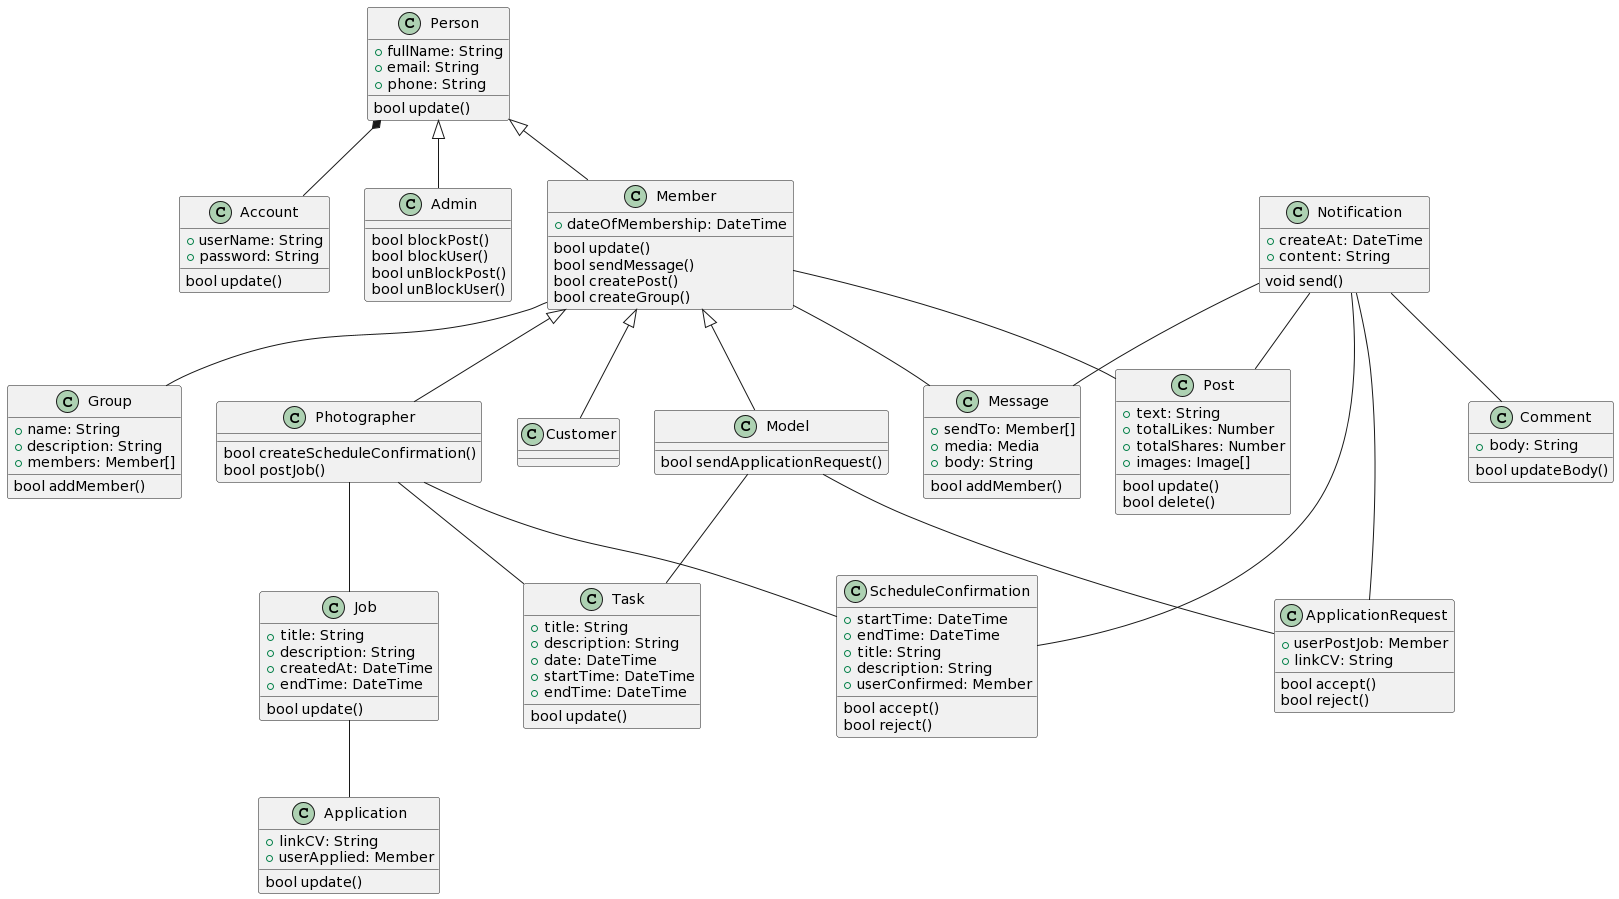 C Person
fullName: String
email: String
phone: String
bool update()
C Account
userName: String
password: String
bool update()
C Admin
bool blockPost()
bool blockUser()
bool unBlockPost()
bool unBlockUser()
C Member
dateOfMembership: DateTime
bool update()
bool sendMessage()
bool createPost()
bool createGroup()
C Notification
createAt: DateTime
content: String
void send()
C Group
name: String
description: String
members: Member[]
bool addMember()
C Photographer
bool createScheduleConfirmation()
bool postJob()
C Customer
C Model
bool sendApplicationRequest()
C Message
sendTo: Member[]
media: Media
body: String
bool addMember()
C Post
text: String
totalLikes: Number
totalShares: Number
images: Image[]
bool update()
bool delete()
C Comment
body: String
bool updateBody()
C Job
title: String
description: String
createdAt: DateTime
endTime: DateTime
bool update()
C Task
title: String
description: String
date: DateTime
startTime: DateTime
endTime: DateTime
bool update()
C ScheduleConfirmation
startTime: DateTime
endTime: DateTime
title: String
description: String
userConfirmed: Member
bool accept()
bool reject()
C ApplicationRequest
userPostJob: Member
linkCV: String
bool accept()
bool reject()
C Application
linkCV: String
userApplied: Member
bool update()